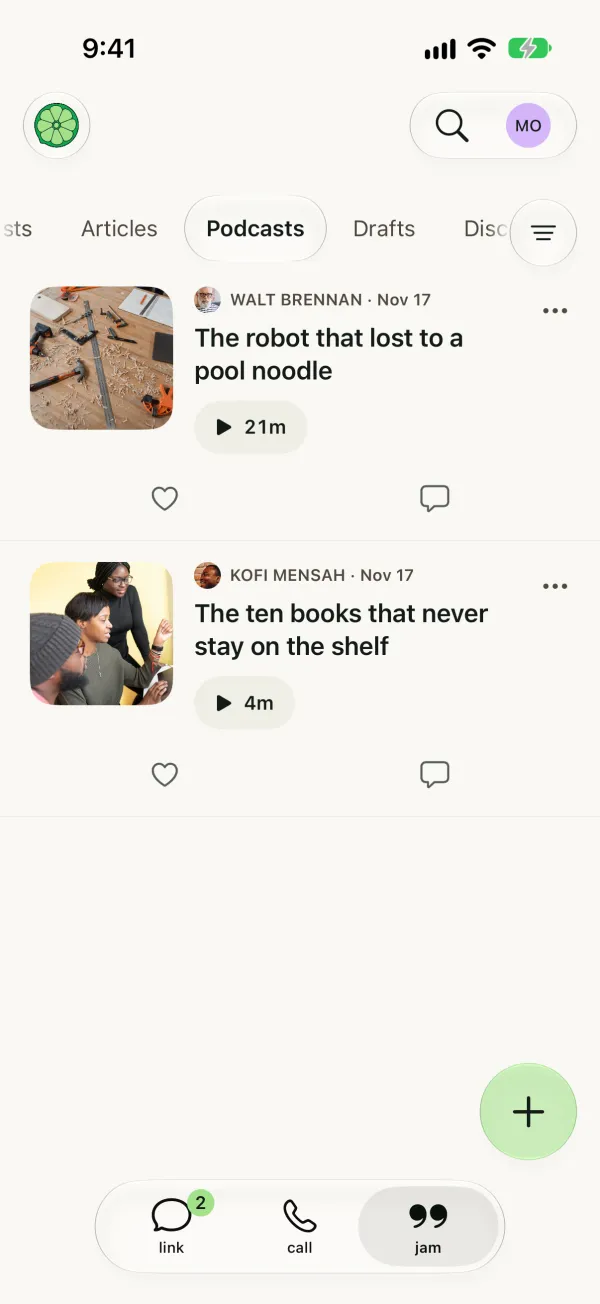 9:41
MO
sts
Articles
Podcasts
Drafts
Disc
WALT BRENNAN · Nov 17
The robot that lost to a
pool noodle
21m
KOFI MENSAH · Nov 17
The ten books that never
stay on the shelf
4m
2
link
call
jam